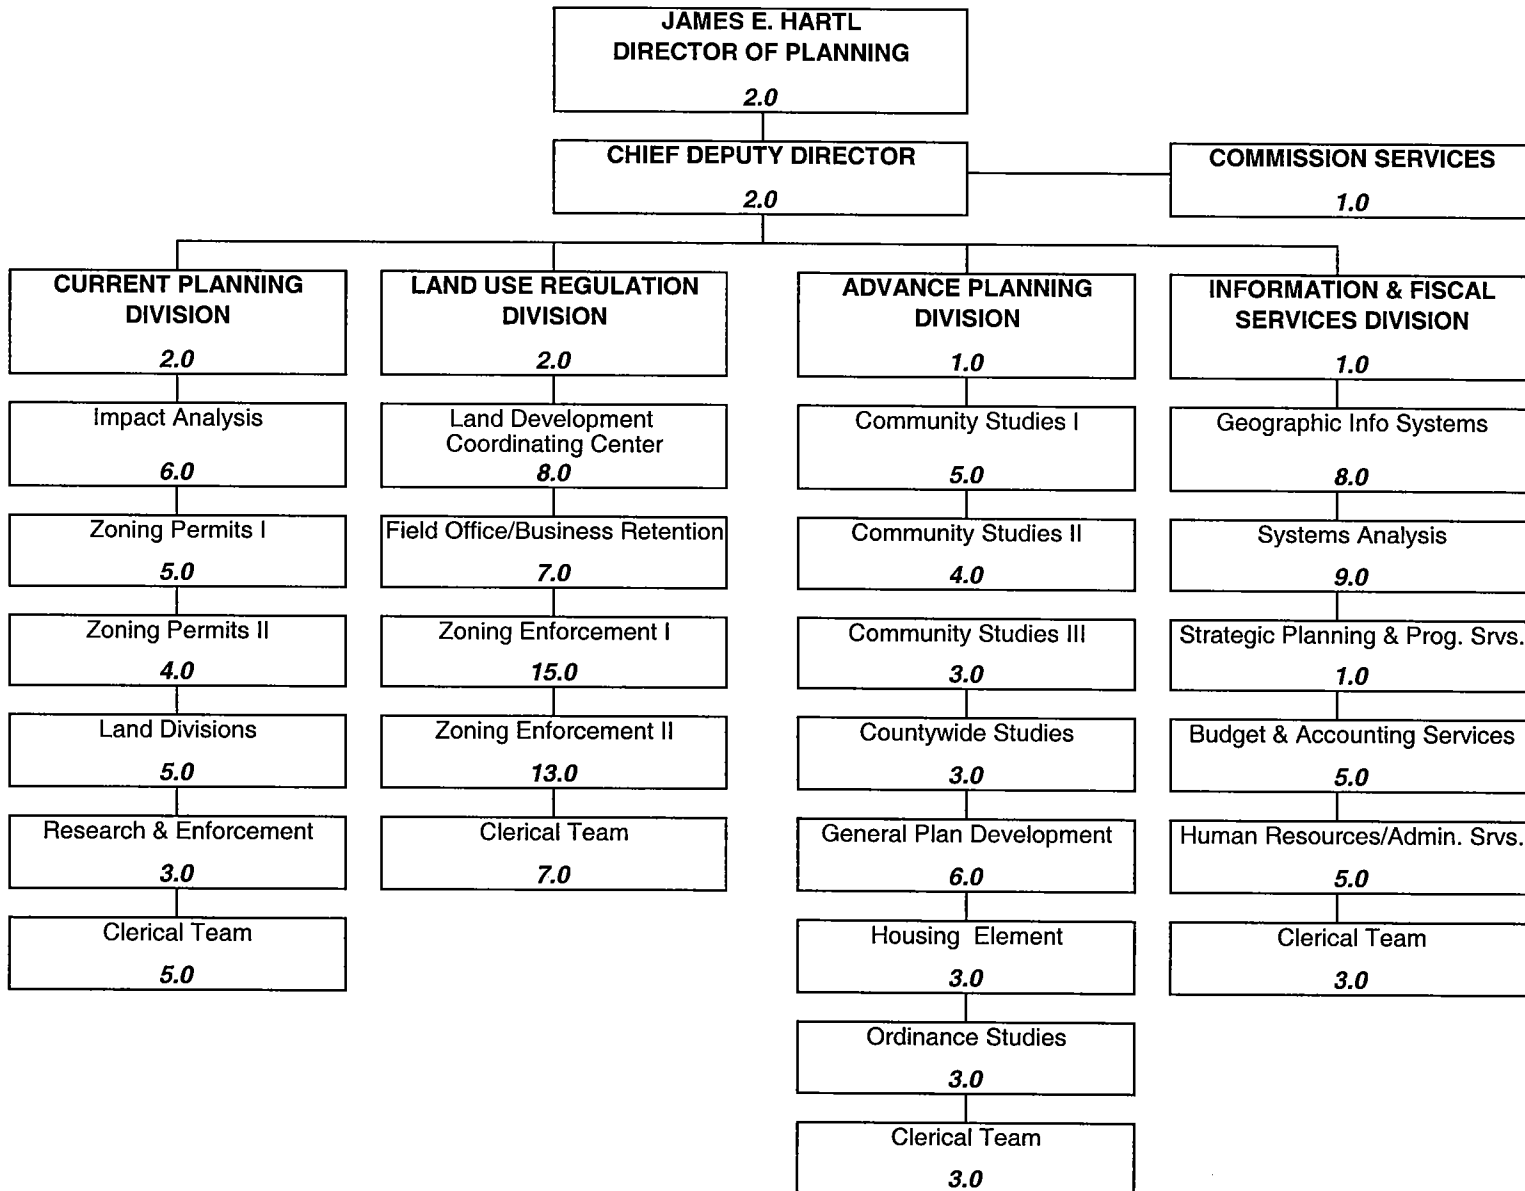 JAMES E. HARTL
DIRECTOR OF PLANNING
2.0
CHIEF DEPUTY DIRECTOR
2.0
COMMISSION SERVICES
1.0
CURRENT PLANNING
DIVISION
2.0
Impact Analysis
6.0
Zoning Permits I
5.0
Zoning Permits II
4.0
Land Divisions
5.0
Research & Enforcement
3.0
Clerical Team
5.0
LAND USE REGULATION
DIVISION
2.0
Land Development
Coordinating Center
8.0
Field Office/Business Retention
7.0
Zoning Enforcement I
15.0
Zoning Enforcement II
13.0
Clerical Team
7.0
ADVANCE PLANNING
DIVISION
1.0
Community Studies I
5.0
Community Studies II
4.0
Community Studies III
3.0
Countywide Studies
3.0
General Plan Development
6.0
Housing Element
3.0
Ordinance Studies
3.0
Clerical Team
3.0
INFORMATION & FISCAL
SERVICES DIVISION
1.0
Geographic Info Systems
8.0
Systems Analysis
9.0
Strategic Planning & Prog. Srvs.
1.0
Budget & Accounting Services
5.0
Human Resources/Admin. Srvs.
5.0
Clerical Team
3.0